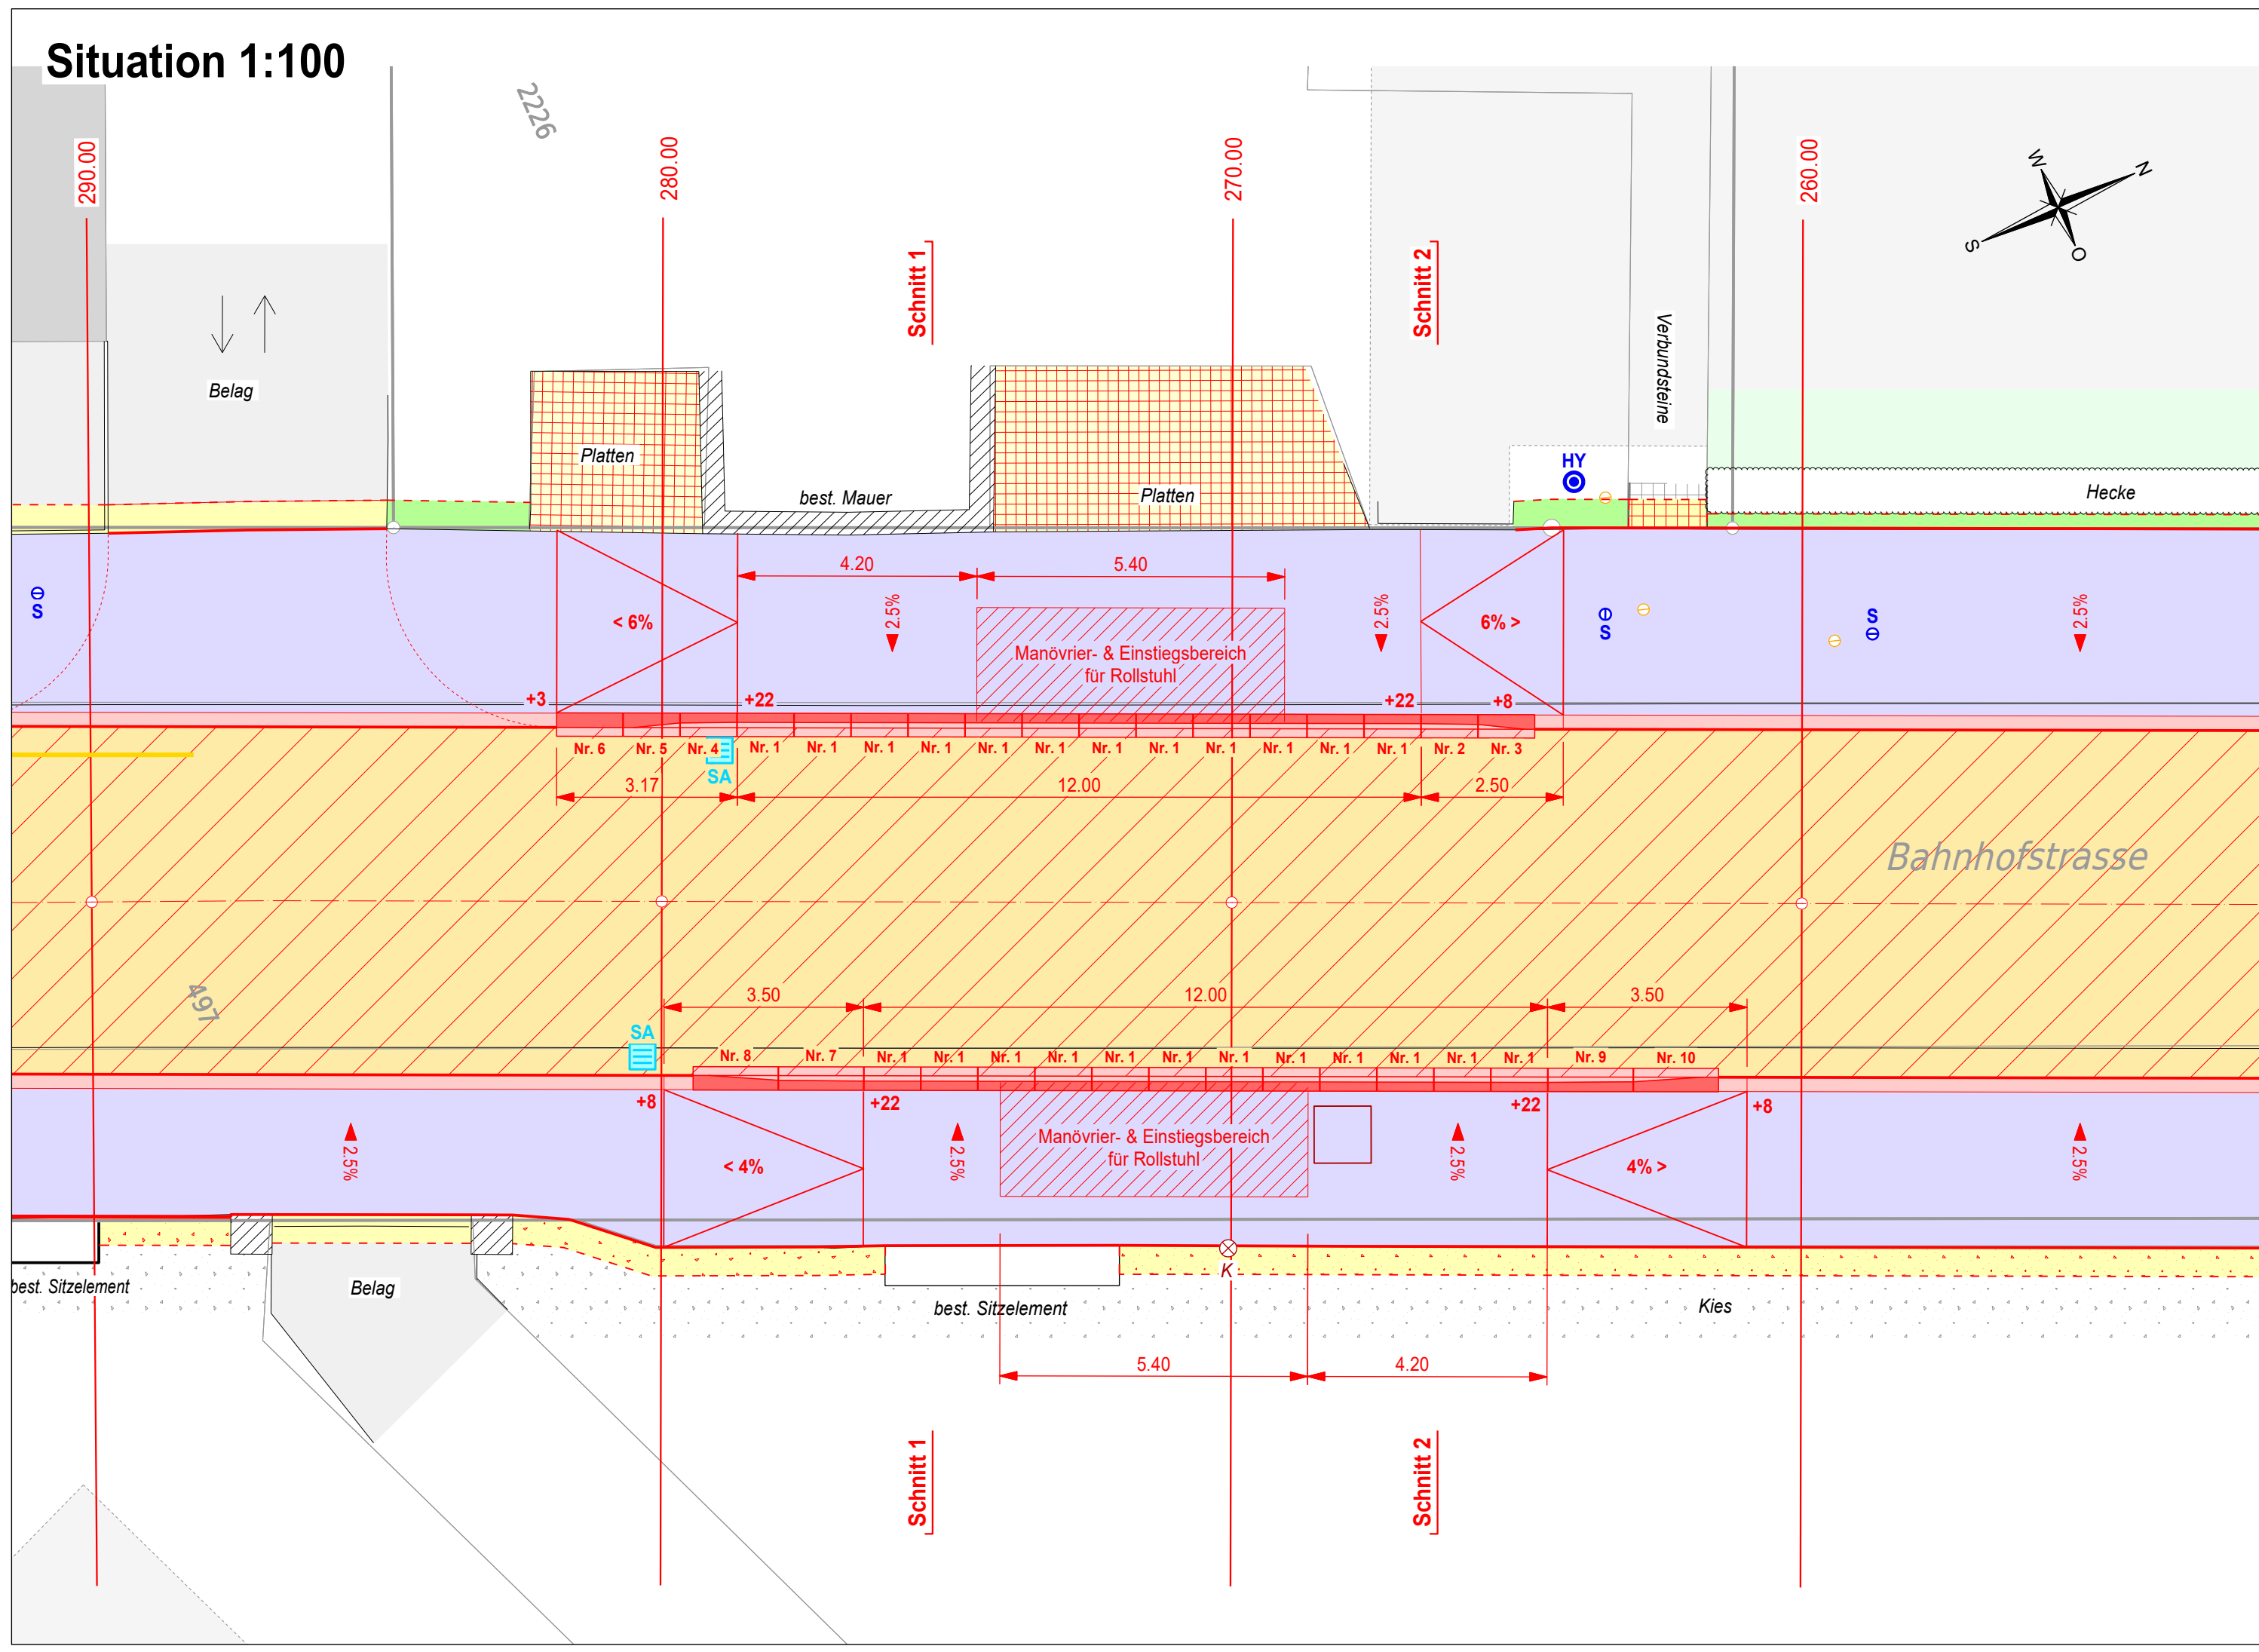 Situation 1:100
2226
290.00
280.00
270.00
260.00
W
N
S
O
Schnitt 1
Schnitt 2
Belag
Platten
best. Mauer
Platten
Verbundsteine
HY
Hecke
4.20
5.40
S
< 6%
2.5%
Manövrier- & Einstiegsbereich
für Rollstuhl
2.5%
6% >
S
S
2.5%
+3
+22
+22
+8
Nr. 6
Nr. 5
Nr. 4
Nr. 1
Nr. 1
Nr. 1
Nr. 1
Nr. 1
Nr. 1
Nr. 1
Nr. 1
Nr. 1
Nr. 1
Nr. 1
Nr. 1
Nr. 2
Nr. 3
SA
3.17
12.00
2.50
Bahnhofstrasse
497
3.50
12.00
3.50
SA
Nr. 8
Nr. 7
Nr. 1
Nr. 1
Nr. 1
Nr. 1
Nr. 1
Nr. 1
Nr. 1
Nr. 1
Nr. 1
Nr. 1
Nr. 1
Nr. 1
Nr. 9
Nr. 10
+8
+22
+22
+8
2.5%
< 4%
2.5%
Manövrier- & Einstiegsbereich
für Rollstuhl
2.5%
4% >
2.5%
K
best. Sitzelement
Belag
best. Sitzelement
Kies
5.40
4.20
Schnitt 1
Schnitt 2